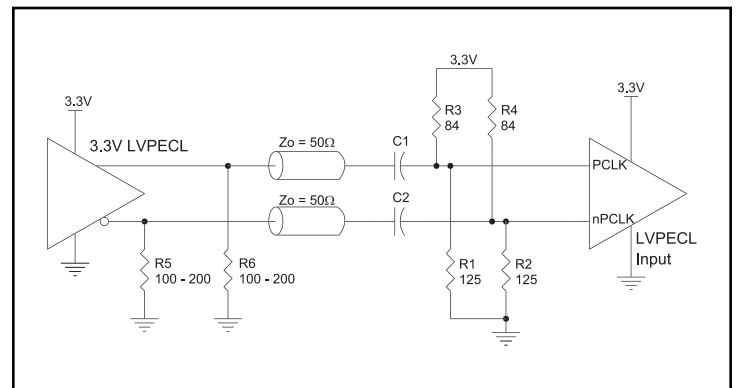 3.3V
3.3V LVPECL
Zo = 50Ω
Zo = 50Ω
C1
C2
3.3V
R3
84
R4
84
3.3V
PCLK
nPCLK
LVPECL
Input
R5
100 - 200
R6
100 - 200
R1
125
R2
125